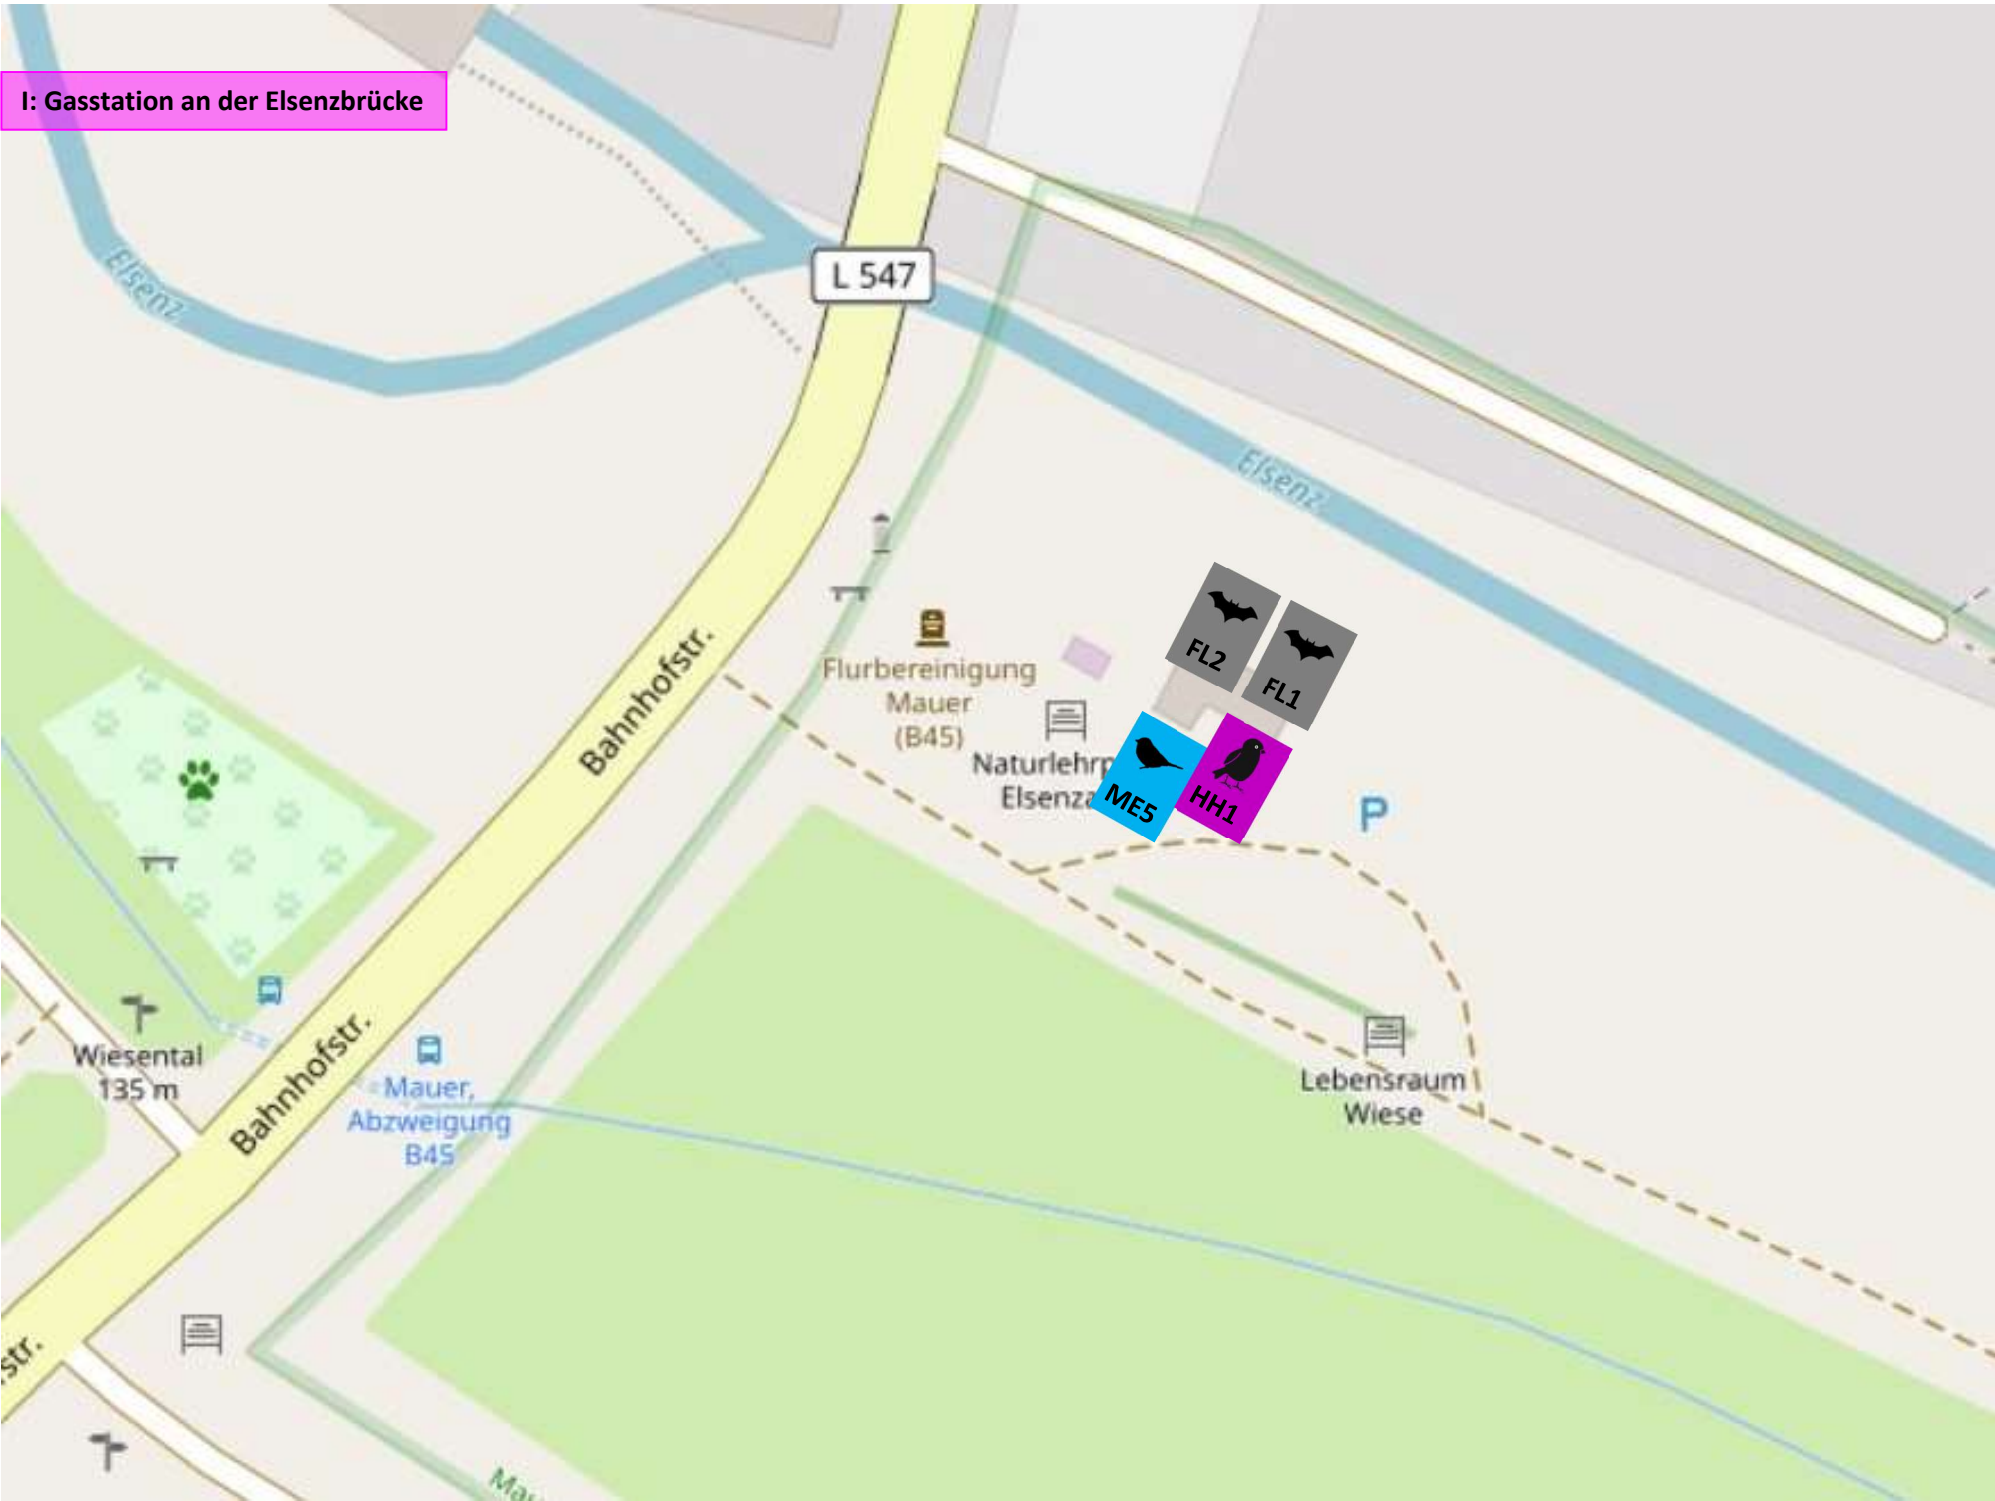 I: Gasstation an der Elsenzbrücke
L 547
Elsenz
Elsenz
Bahnhofstr.
Flurbereinigung
Mauer
(B45)
FL2
FL1
Naturlehrp
Elsenza
ME5
HH1
P
Wiesental
135 m
Bahnhofstr.
Mauer,
Abzweigung
B45
Lebensraum
Wiese
str.
Mau